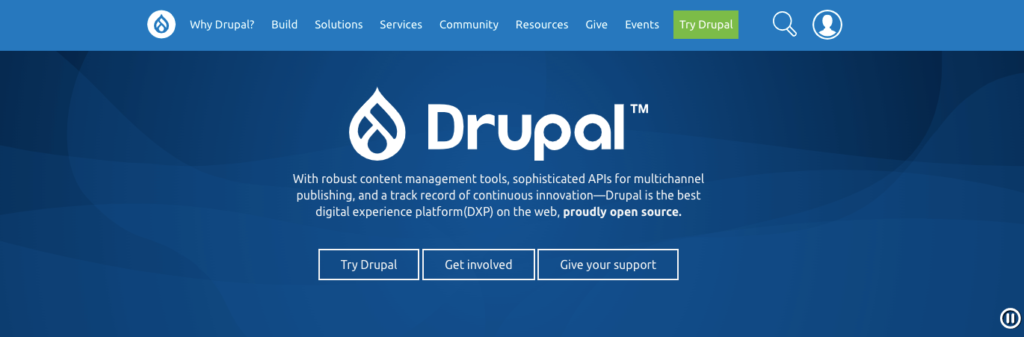 Why Drupal? Build Solutions Services Community Resources Give Events Try Drupal
Drupal™
With robust content management tools, sophisticated APIs for multichannel
publishing, and a track record of continuous innovation—Drupal is the best
digital experience platform(DXP) on the web, proudly open source.
Try Drupal Get involved Give your support